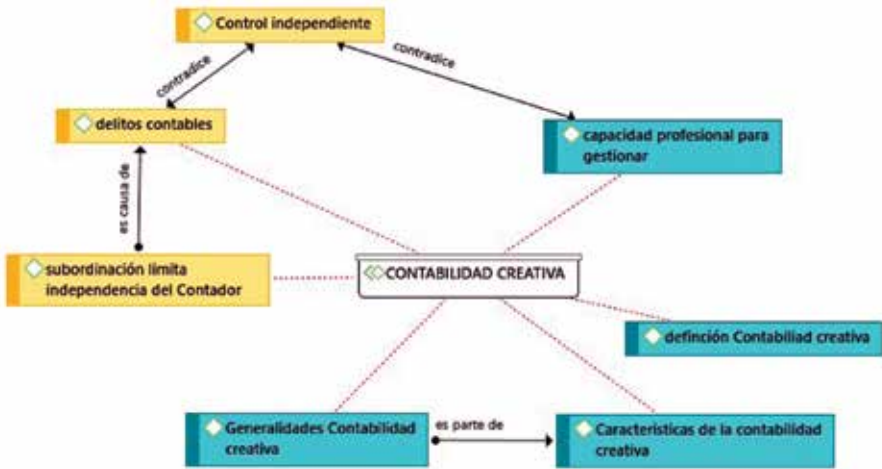 Control independiente
contradice
contradice
delitos contables
capacidad profesional para
gestionar
es causa de
subordinación limita
independencia del Contador
CONTABILIDAD CREATIVA
definción Contabiliad creativa
Generalidades Contabilidad
creativa
es parte de
Características de la contabilidad
creativa